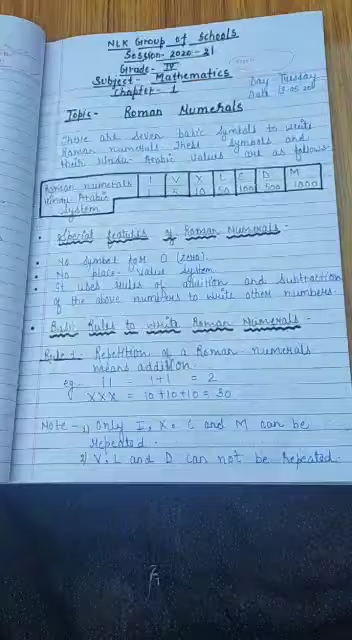 NLK Group of Schools
Session- 2020-21
Grade- IV
Subject- Mathematics
Chapter- 1
Day Tuesday
Date
Topic- Roman Numerals
There are seven basic symbols to write
Roman numerals. These symbols and
their Hindu-Arabic values are as follows-
Roman numerals I V X L C D M
Hindu Arabic System 1 5 10 50 100 500 1000
Special features of Roman Numerals-
No symbol for 0 (zero).
No place-value system.
It uses rules of addition and subtraction
of the above numbers to write other numbers.
Basic Rules to write Roman Numerals-
Rule 1- Repetition of a Roman numerals
means addition.
eg. II = 1+1 = 2
XXX = 10+10+10 = 30
Note- 1) Only I, X, C and M can be
repeated.
2) V, L and D can not be repeated.